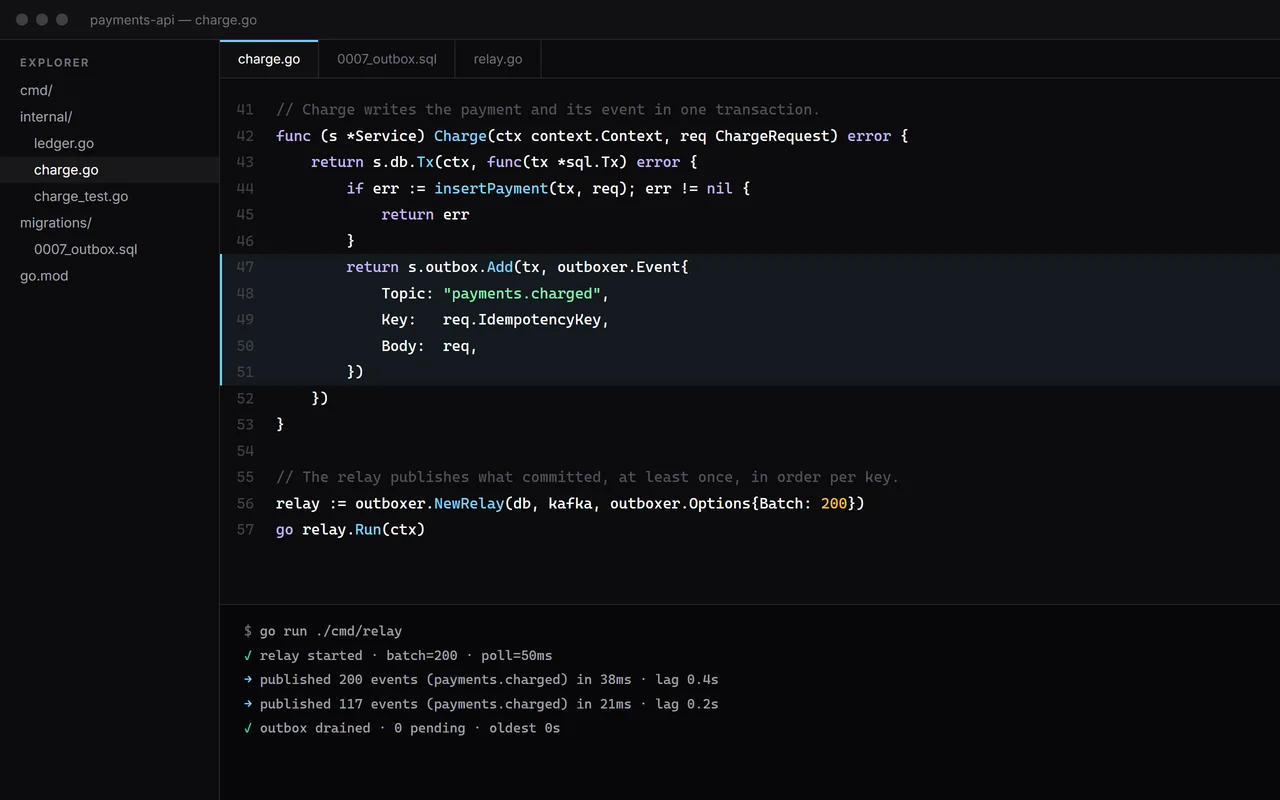 payments-api — charge.go
EXPLORER
cmd/
internal/
ledger.go
charge.go
charge_test.go
migrations/
0007_outbox.sql
go.mod
charge.go
0007_outbox.sql
relay.go
41 // Charge writes the payment and its event in one transaction.
42 func (s *Service) Charge(ctx context.Context, req ChargeRequest) error {
43     return s.db.Tx(ctx, func(tx *sql.Tx) error {
44         if err := insertPayment(tx, req); err != nil {
45             return err
46         }
47         return s.outbox.Add(tx, outboxer.Event{
48             Topic: "payments.charged",
49             Key:   req.IdempotencyKey,
50             Body:  req,
51         })
52     })
53 }
54
55 // The relay publishes what committed, at least once, in order per key.
56 relay := outboxer.NewRelay(db, kafka, outboxer.Options{Batch: 200})
57 go relay.Run(ctx)
$ go run ./cmd/relay
✓ relay started · batch=200 · poll=50ms
→ published 200 events (payments.charged) in 38ms · lag 0.4s
→ published 117 events (payments.charged) in 21ms · lag 0.2s
✓ outbox drained · 0 pending · oldest 0s